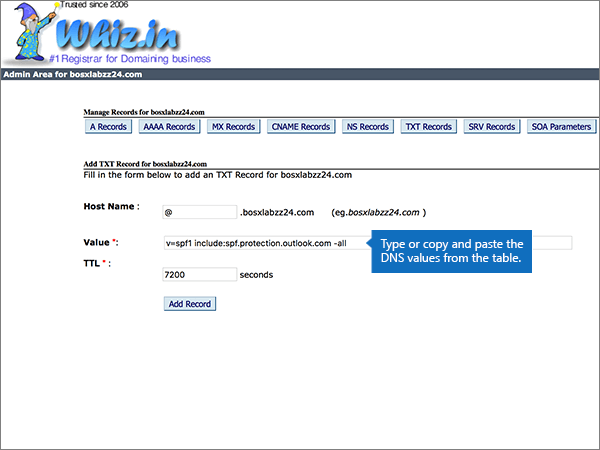 Trusted since 2006
Whiz.in
#1 Registrar for Domaining business
Admin Area for bosxlabzz24.com
Manage Records for bosxlabzz24.com
A Records AAAA Records MX Records CNAME Records NS Records TXT Records SRV Records SOA Parameters
Add TXT Record for bosxlabzz24.com
Fill in the form below to add an TXT Record for bosxlabzz24.com
Host Name : @ .bosxlabzz24.com (eg.bosxlabzz24.com )
Value *: v=spf1 include:spf.protection.outlook.com -all
Type or copy and paste the
DNS values from the table.
TTL * :
7200 seconds
Add Record